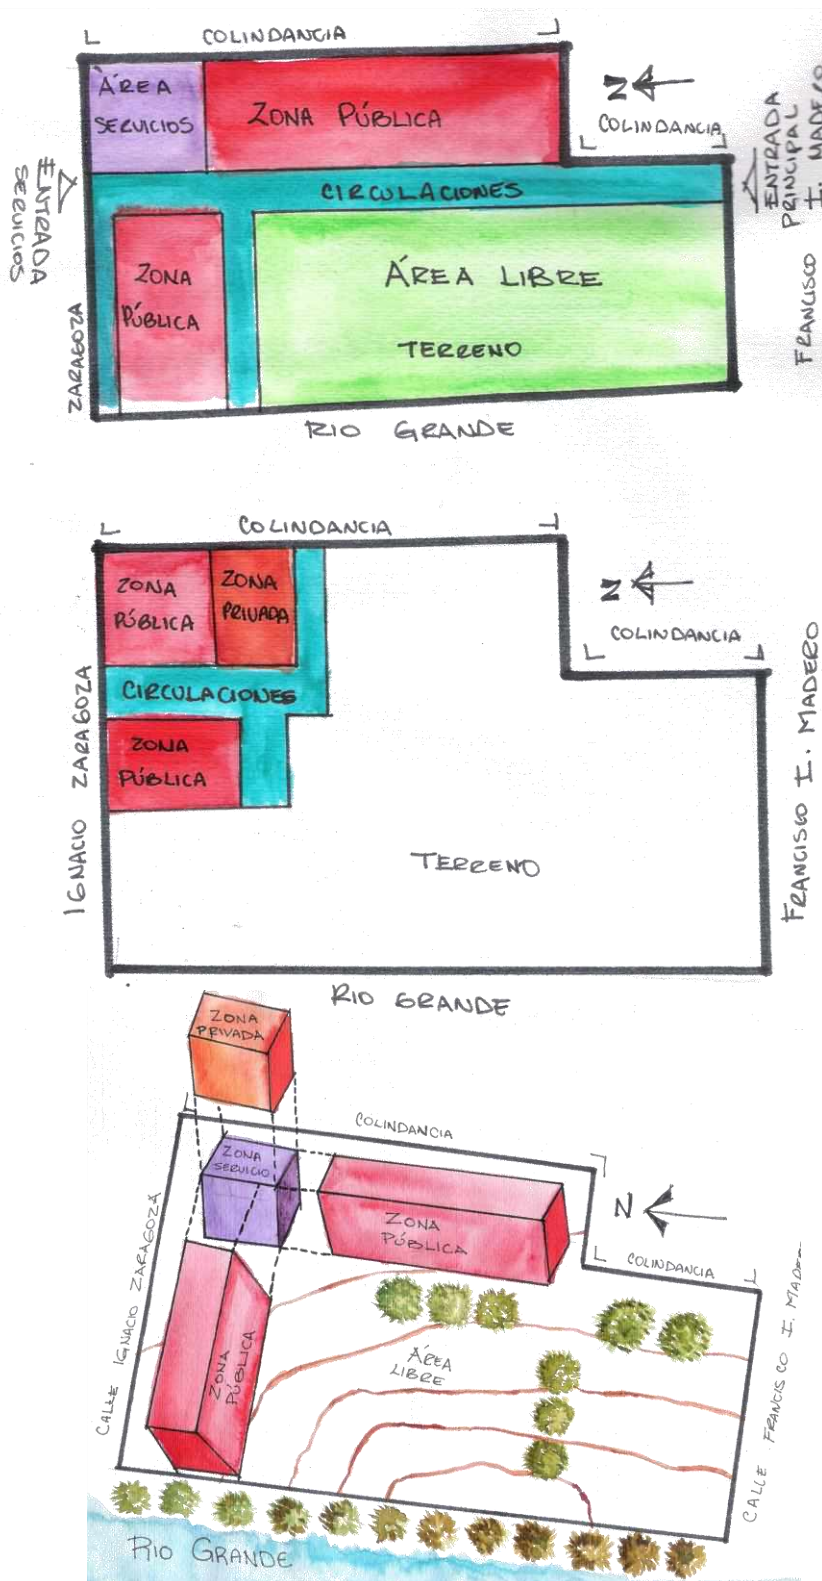 COLINDANCIA
ÁREA
SERVICIOS
ZONA PÚBLICA
N
COLINDANCIA
ENTRADA
SERVICIOS
CIRCULACIONES
ENTRADA
PRINCIPAL
FRANCISCO I. MADERO
ZONA
PÚBLICA
ÁREA LIBRE
TERRENO
ZARAGOZA
RIO GRANDE
COLINDANCIA
ZONA
PÚBLICA
ZONA
PRIVADA
N
COLINDANCIA
CIRCULACIONES
ZONA
PÚBLICA
IGNACIO ZARAGOZA
TERRENO
FRANCISCO I. MADERO
RIO GRANDE
ZONA
PRIVADA
COLINDANCIA
ZONA
SERVICIO
ZONA
PÚBLICA
N
COLINDANCIA
CALLE IGNACIO ZARAGOZA
ZONA
PÚBLICA
ÁREA
LIBRE
CALLE FRANCISCO I. MADERO
RIO GRANDE